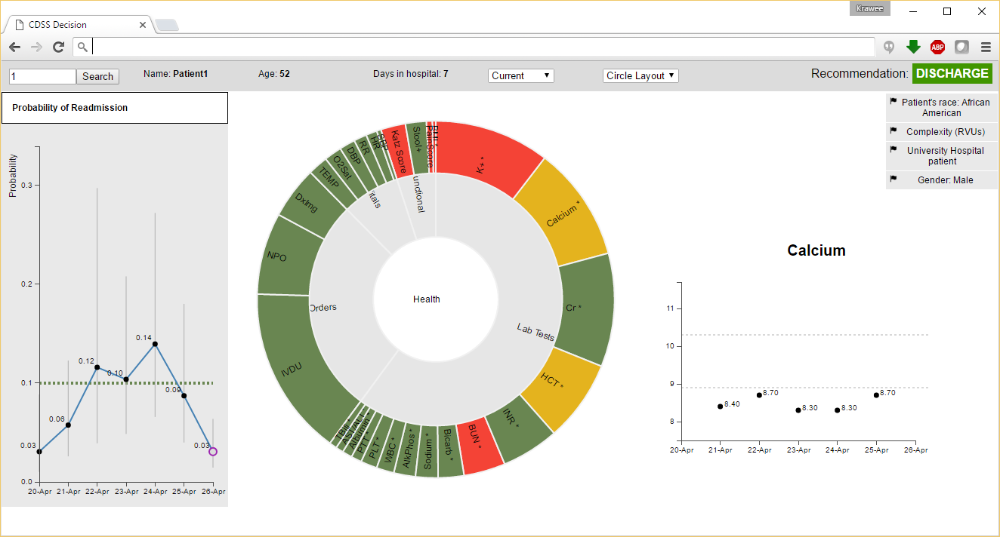 Krawee
CDSS Decision
ABP
1 Search Name: Patient1 Age: 52 Days in hospital: 7 Current Circle Layout Recommendation: DISCHARGE
Probability of Readmission
Probability
0.3
0.2
0.1
0.0
0.03
0.06
0.12
0.10
0.14
0.09
0.03
20-Apr 21-Apr 22-Apr 23-Apr 24-Apr 25-Apr 26-Apr
Health
Lab Tests
Orders
itals
unctional
K+ *
Calcium *
Cr *
HCT *
INR *
BUN *
Bicarb *
Sodium *
AlkPhos *
WBC *
PLT *
PTT *
Albumin *
AST/ALT
TBili *
IVDU
NPO
DxImg
TEMP
O2Sat
DBP
RR
HR
SBP
Katz Score
Stool+
PainScore
Patient's race: African
American
Complexity (RVUs)
University Hospital
patient
Gender: Male
Calcium
11
10
9
8
8.40
8.70
8.30
8.30
8.70
20-Apr 21-Apr 22-Apr 23-Apr 24-Apr 25-Apr 26-Apr